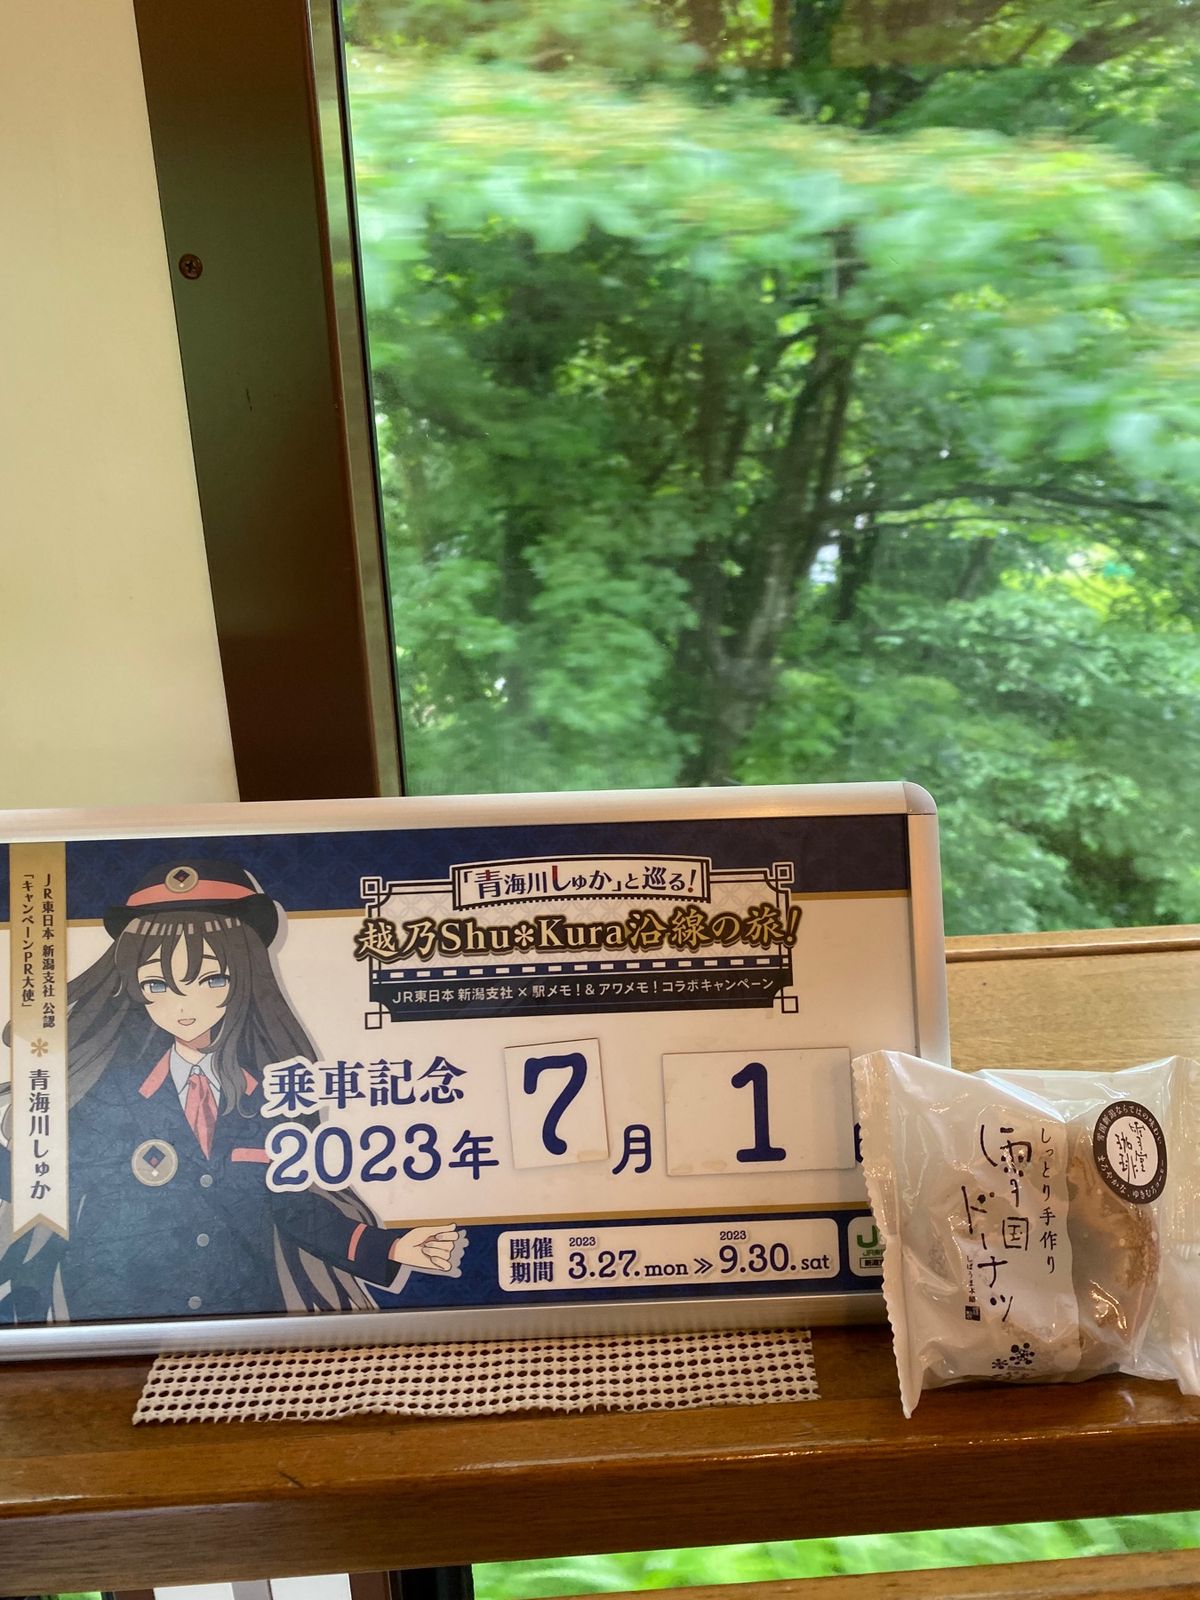 JR東日本 新潟支社 公認
「キャンペーンPR大使」
青海川しゅか
「青海川しゅか」と巡る!
越乃Shu*Kura沿線の旅!
JR東日本 新潟支社 × 駅メモ!& アワメモ!コラボキャンペーン
乗車記念
2023年 7月 1
開催期間
2023 3.27.mon ≫ 2023 9.30.sat
しっとり手作り
雪国ドーナツ
雪室珈琲